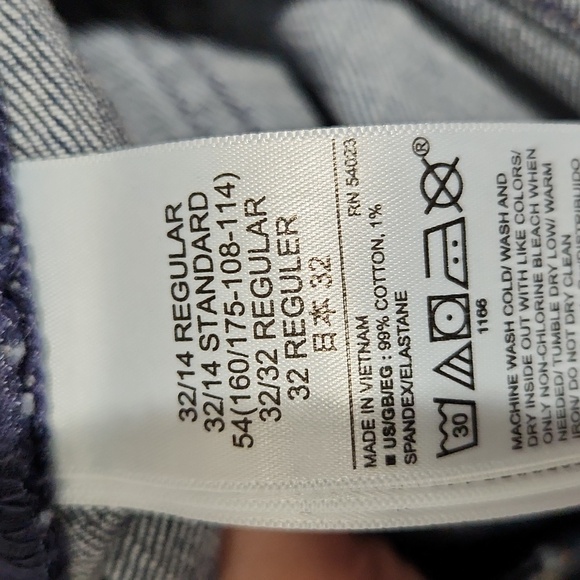 32/14 REGULAR
32/14 STANDARD
54(160/175-108-114)
32/32 REGULAR
32 REGULER
日本 32
RN 54023
MADE IN VIETNAM
■ US/GB/EG : 99% COTTON, 1%
SPANDEX/ELASTANE
30
®
1166
MACHINE WASH COLD/ WASH AND
DRY INSIDE OUT WITH LIKE COLORS/
ONLY NON-CHLORINE BLEACH WHEN
NEEDED/ TUMBLE DRY LOW/ WARM
IRON/ DO NOT DRY CLEAN